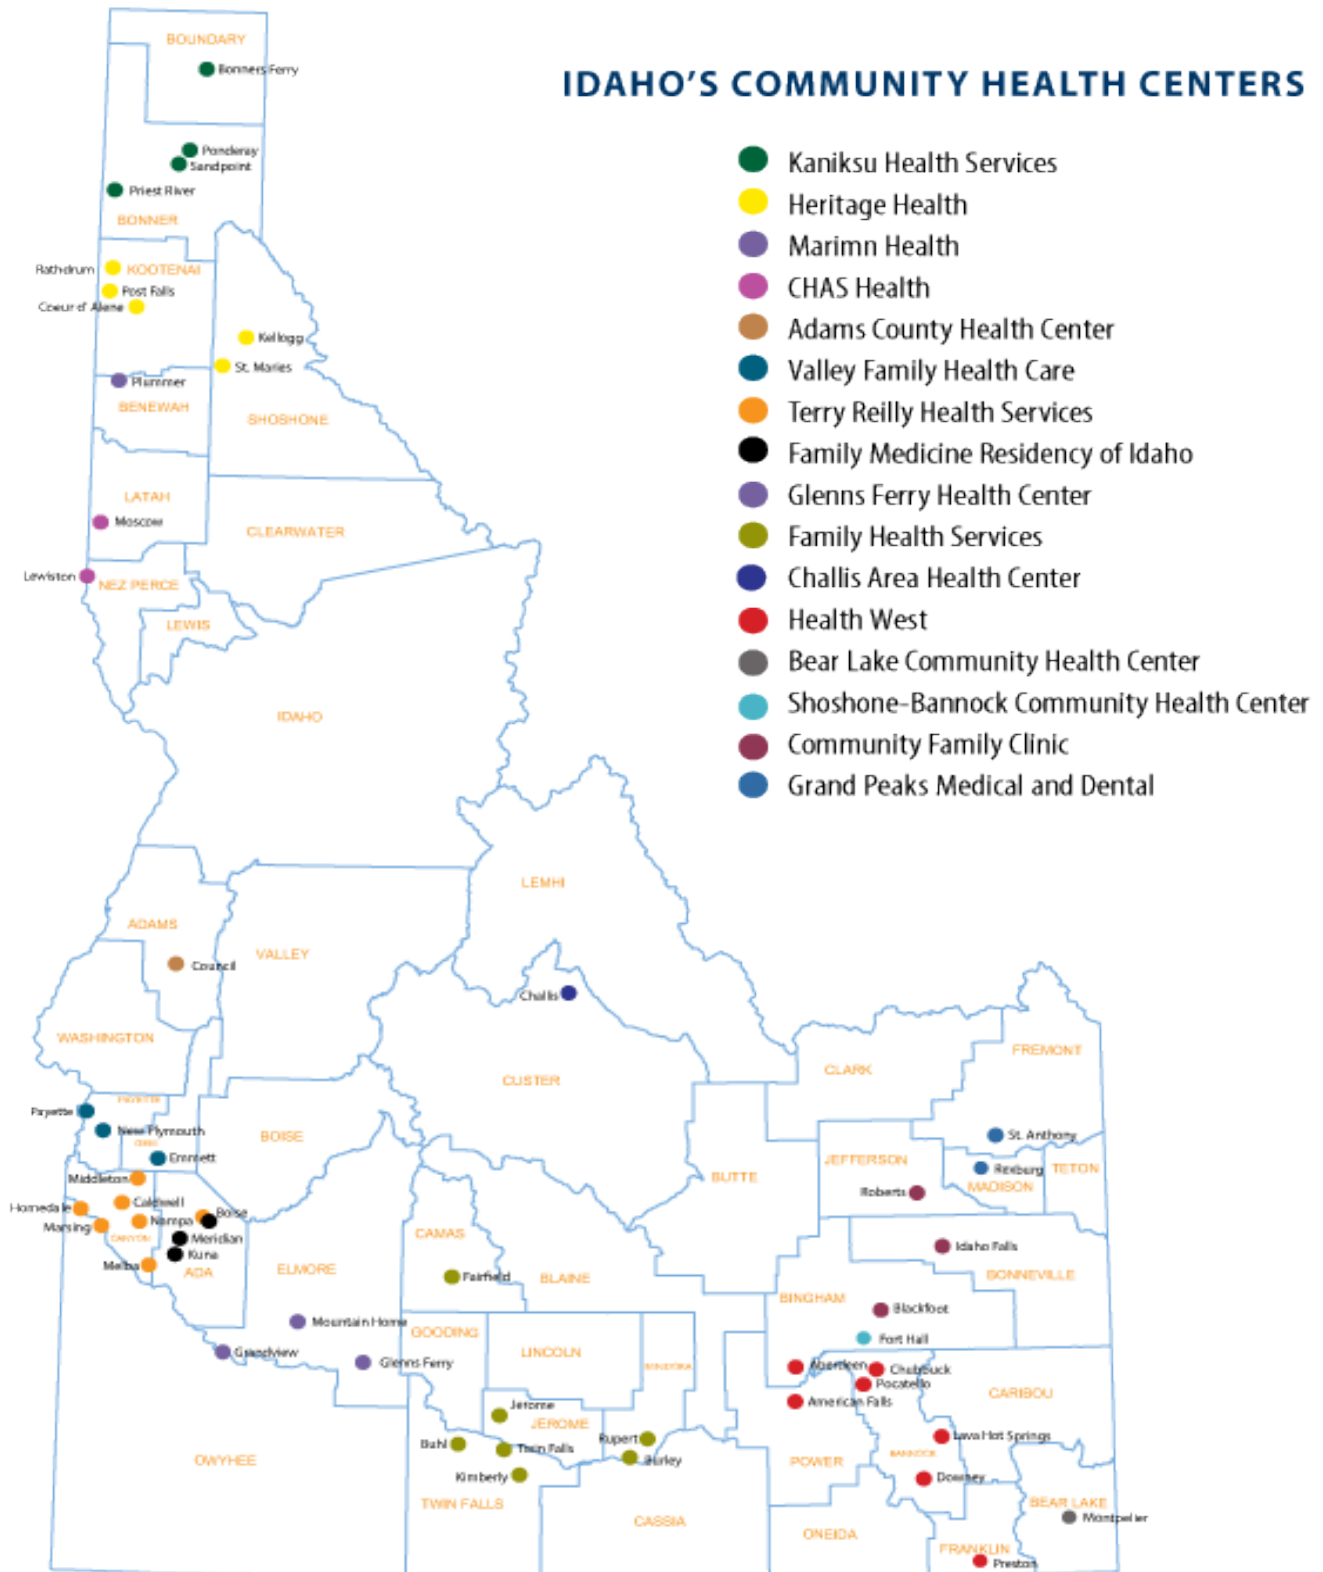 IDAHO'S COMMUNITY HEALTH CENTERS
Kaniksu Health Services
Heritage Health
Marimn Health
CHAS Health
Adams County Health Center
Valley Family Health Care
Terry Reilly Health Services
Family Medicine Residency of Idaho
Glenns Ferry Health Center
Family Health Services
Challis Area Health Center
Health West
Bear Lake Community Health Center
Shoshone-Bannock Community Health Center
Community Family Clinic
Grand Peaks Medical and Dental
BOUNDARY
Bonners Ferry
Ponderay
Sandpoint
Priest River
BONNER
Rathdrum
KOOTENAI
Post Falls
Coeur d' Alene
Kellogg
St. Maries
Plummer
BENEWAH
SHOSHONE
LATAH
Moscow
CLEARWATER
Lewiston
NEZ PERCE
LEWIS
IDAHO
LEMHI
ADAMS
VALLEY
Council
Challis
WASHINGTON
CUSTER
CLARK
FREMONT
PAYETTE
Payette
New Plymouth
BOISE
St. Anthony
Emmett
JEFFERSON
Rexburg
TETON
Middleton
BUTTE
MADISON
Roberts
Caldwell
Homedale
Boise
Nampa
Marsing
CANYON
Meridian
Kuna
CAMAS
Idaho Falls
Melba
ADA
ELMORE
Fairfield
BLAINE
BONNEVILLE
BINGHAM
Blackfoot
Mountain Home
GOODING
Fort Hall
Grandview
LINCOLN
Glenns Ferry
MINIDOKA
Aberdeen
Chubbuck
Pocatello
CARIBOU
American Falls
Jerome
JEROME
Lava Hot Springs
Buhl
Twin Falls
Rupert
BANNOCK
OWYHEE
Burley
POWER
Kimberly
Downey
TWIN FALLS
BEAR LAKE
Montpelier
CASSIA
ONEIDA
FRANKLIN
Preston